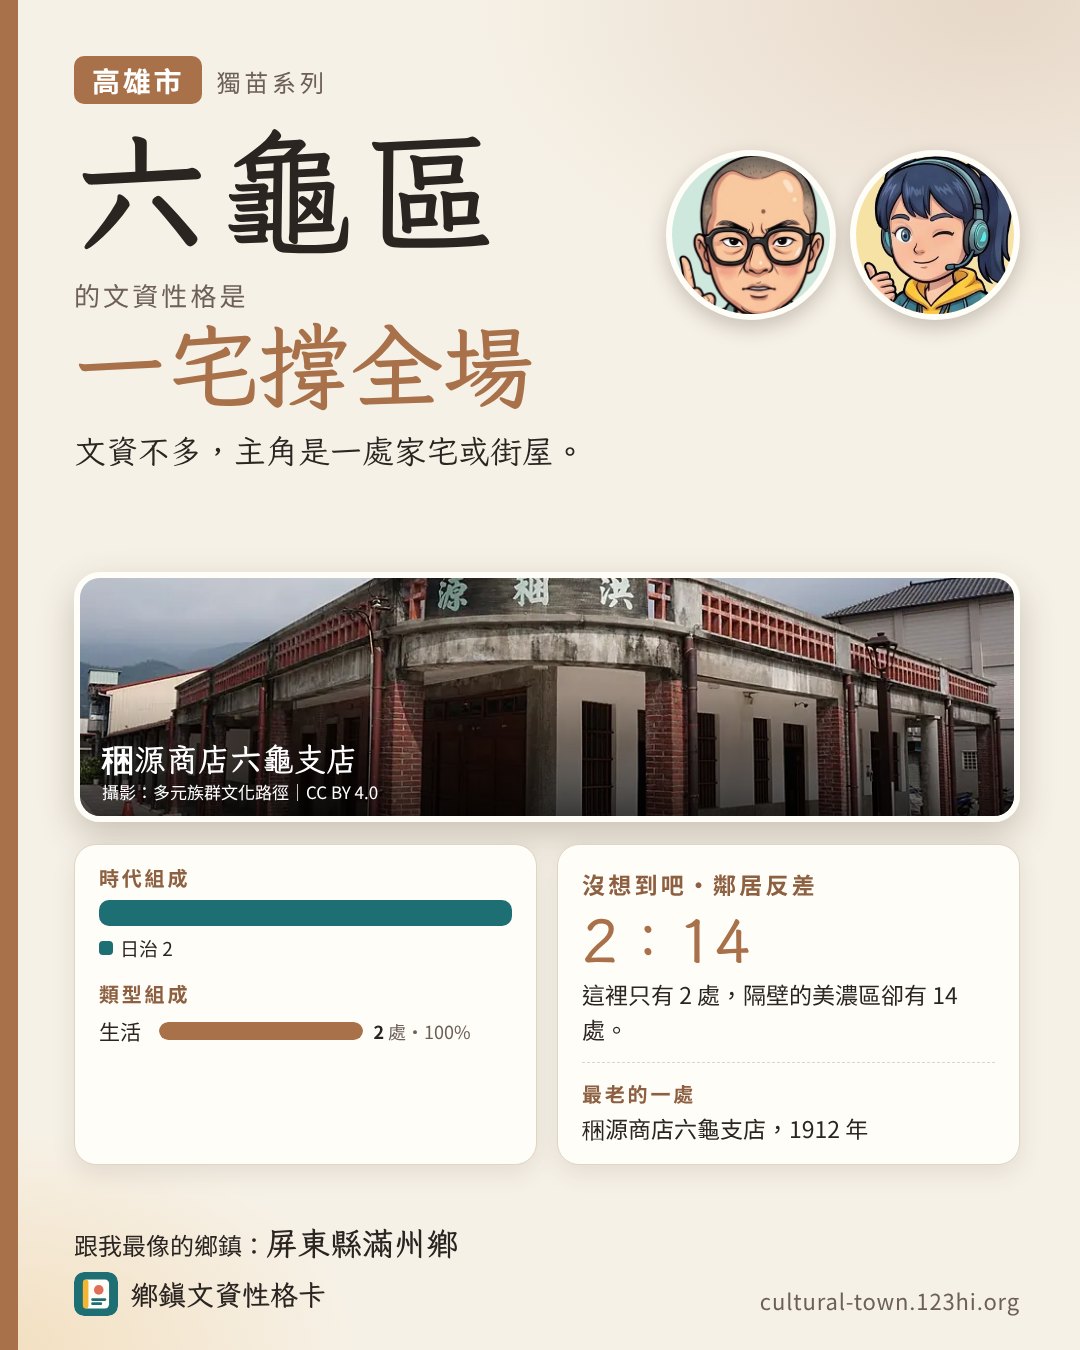 高雄市 獨苗系列
六龜區
的文資性格是
一宅撐全場
文資不多，主角是一處家宅或街屋。
源 稛 洪
稛源商店六龜支店
攝影：多元族群文化路徑｜CC BY 4.0
時代組成
日治 2
類型組成
生活 2 處・100%
沒想到吧・鄰居反差
2：14
這裡只有 2 處，隔壁的美濃區卻有 14
處。
最老的一處
稛源商店六龜支店，1912 年
跟我最像的鄉鎮：屏東縣滿州鄉
鄉鎮文資性格卡
cultural-town.123hi.org